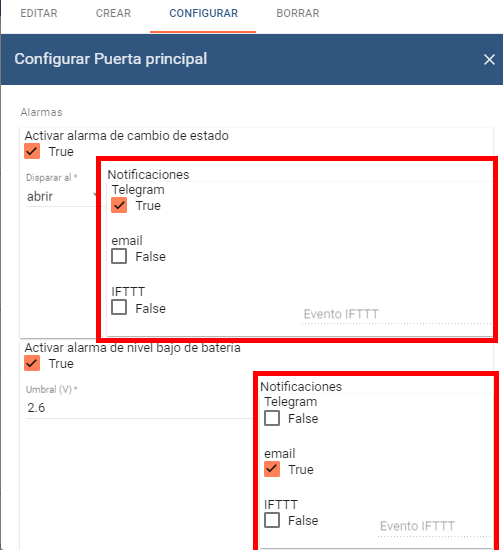 EDITAR CREAR CONFIGURAR BORRAR
Configurar Puerta principal
Alarmas
Activar alarma de cambio de estado
True
Disparar al *
abrir
Notificaciones
Telegram
True
email
False
IFTTT
False
Evento IFTTT
Activar alarma de nivel bajo de batería
True
Umbral (V) *
2.6
Notificaciones
Telegram
False
email
True
IFTTT
False
Evento IFTTT